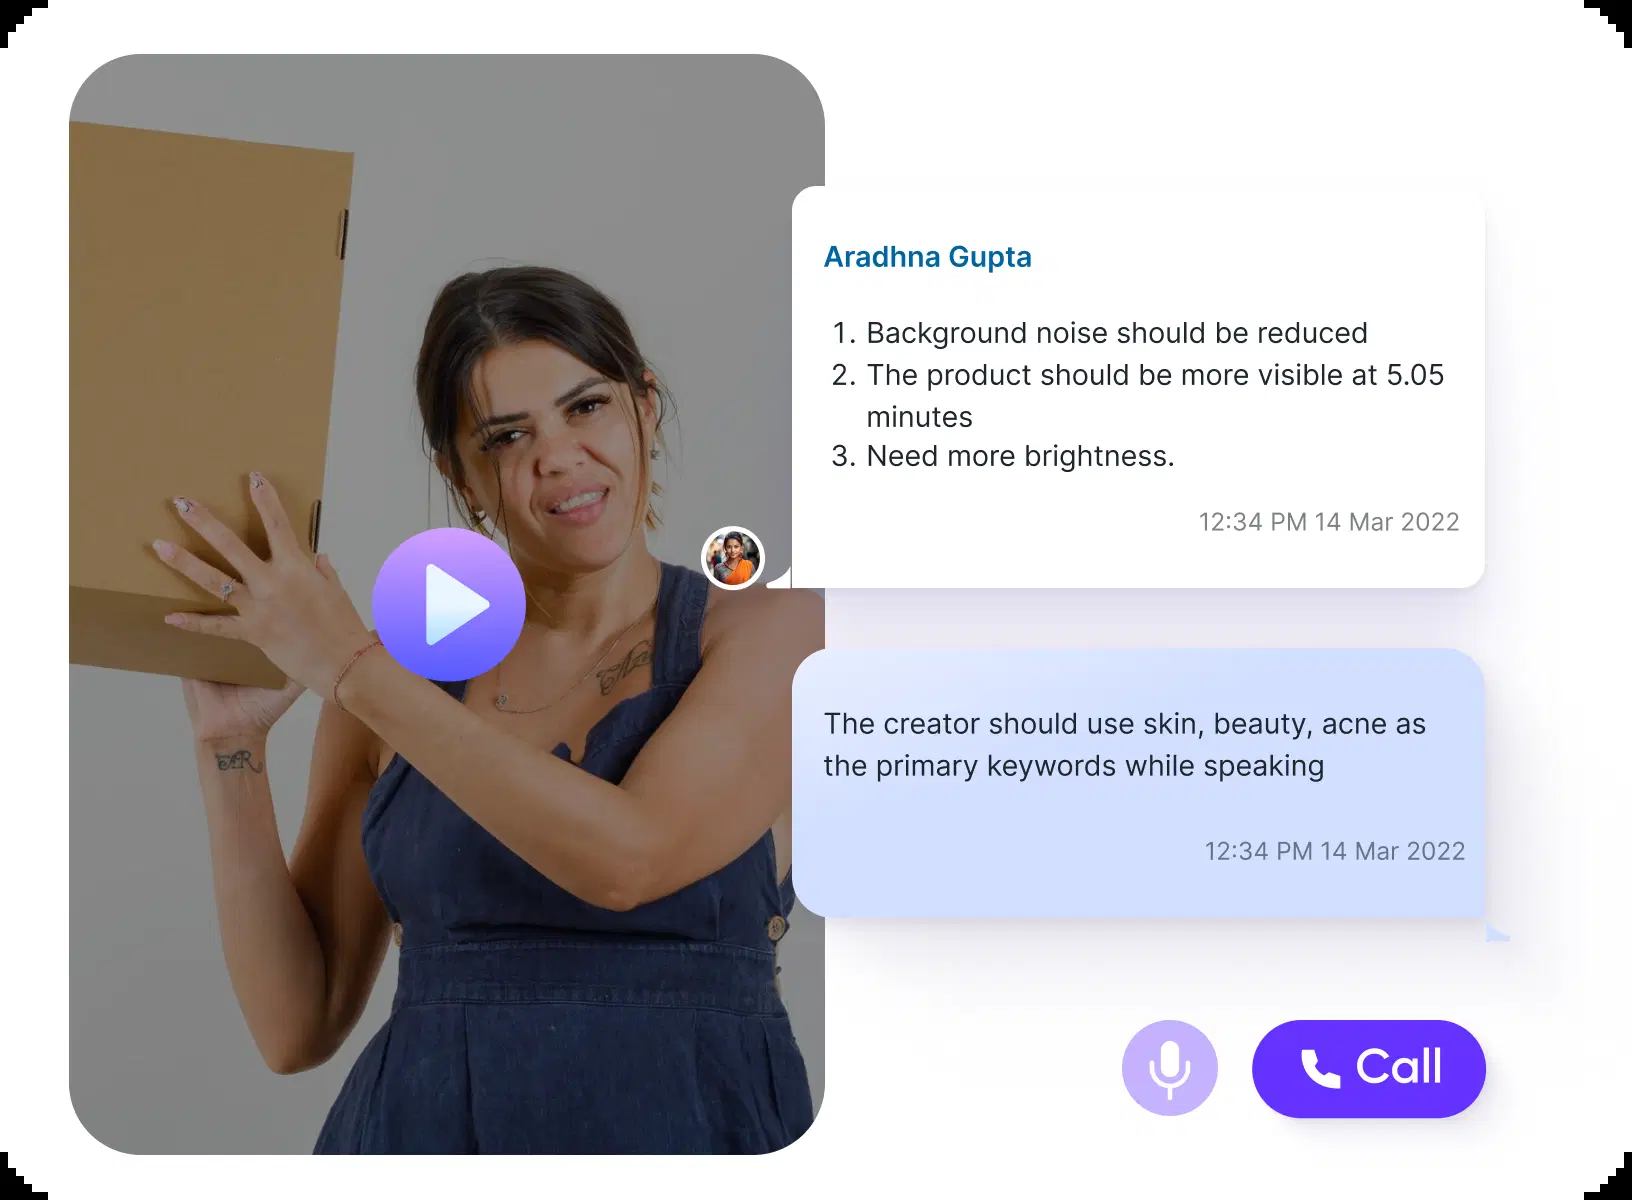 Aradhna Gupta
1. Background noise should be reduced
2. The product should be more visible at 5.05
minutes
3. Need more brightness.
12:34 PM 14 Mar 2022
The creator should use skin, beauty, acne as
the primary keywords while speaking
12:34 PM 14 Mar 2022
Call